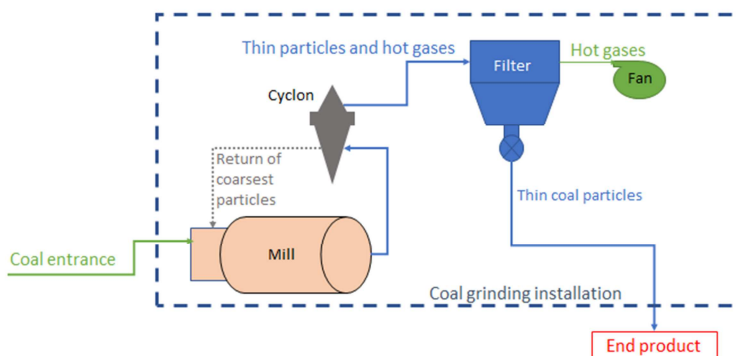 Thin particles and hot gases
Hot gases
Filter
Fan
Cyclon
Return of
coarsest
particles
Thin coal particles
Coal entrance
Mill
Coal grinding installation
End product